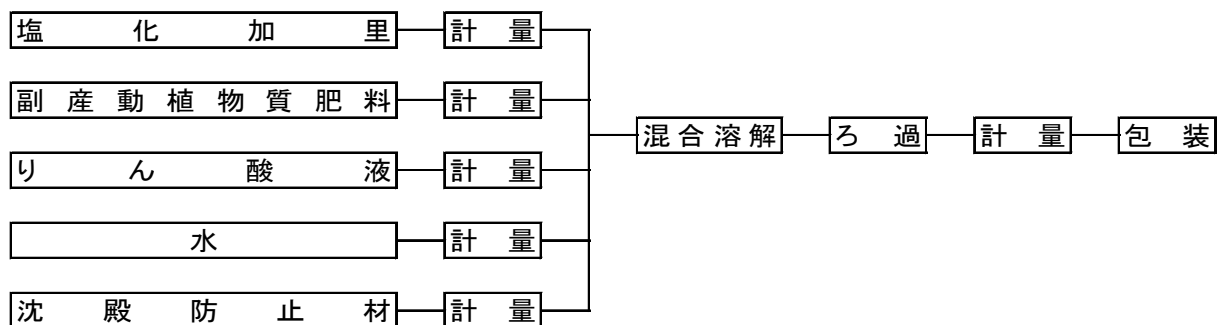 塩化加里 計量
副産動植物質肥料 計量
混合溶解 ろ過 計量 包装
りん酸液 計量
水 計量
沈殿防止材 計量